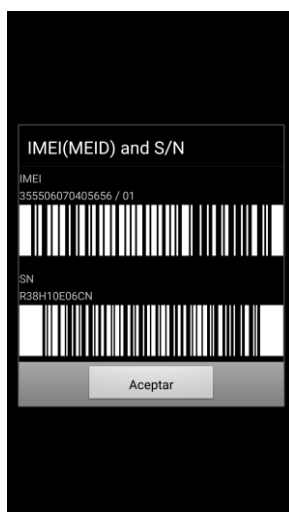 IMEI(MEID) and S/N
IMEI
355506070405656 / 01
SN
R38H10E06CN
Aceptar